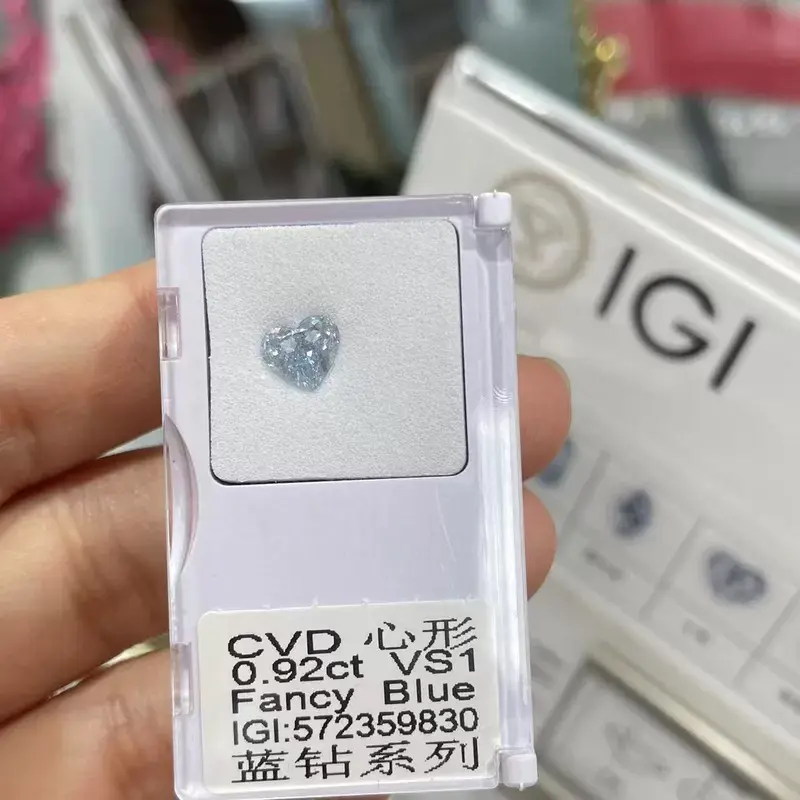 IGI
CVD 心形
0.92ct VS1
Fancy Blue
IGI:572359830
蓝钻系列